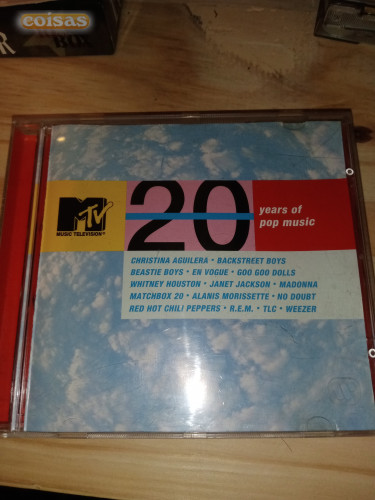 coisas
R
BOX
MTV
MUSIC TELEVISION®
20
years of
pop music
CHRISTINA AGUILERA • BACKSTREET BOYS
BEASTIE BOYS • EN VOGUE • GOO GOO DOLLS
WHITNEY HOUSTON • JANET JACKSON • MADONNA
MATCHBOX 20 • ALANIS MORISSETTE • NO DOUBT
RED HOT CHILI PEPPERS • R.E.M. • TLC • WEEZER